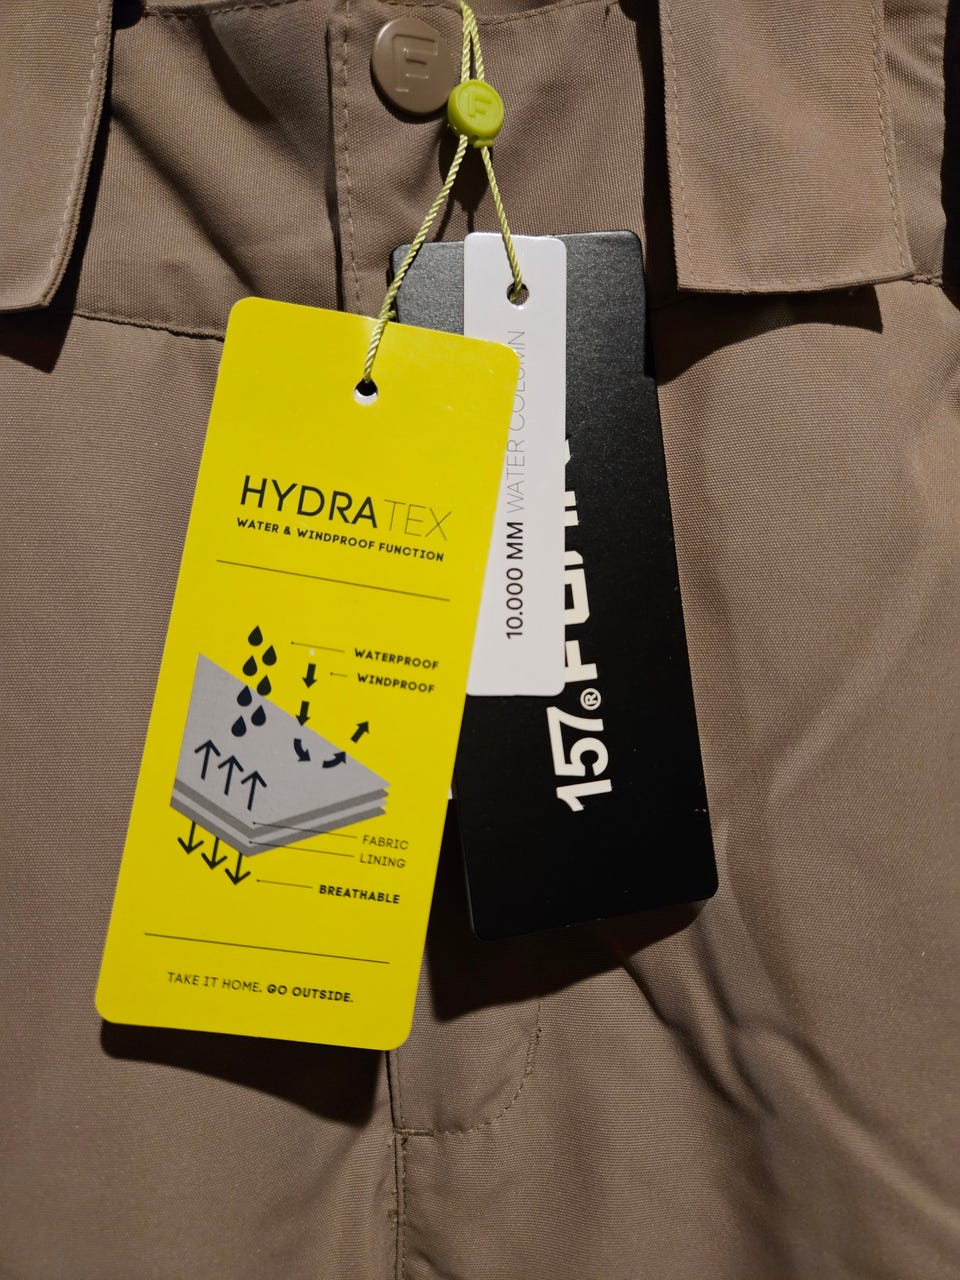 F
F
HYDRATEX
WATER & WINDPROOF FUNCTION
WATERPROOF
WINDPROOF
FABRIC
LINING
BREATHABLE
TAKE IT HOME. GO OUTSIDE.
10.000 MM WATER COLUMN
157®